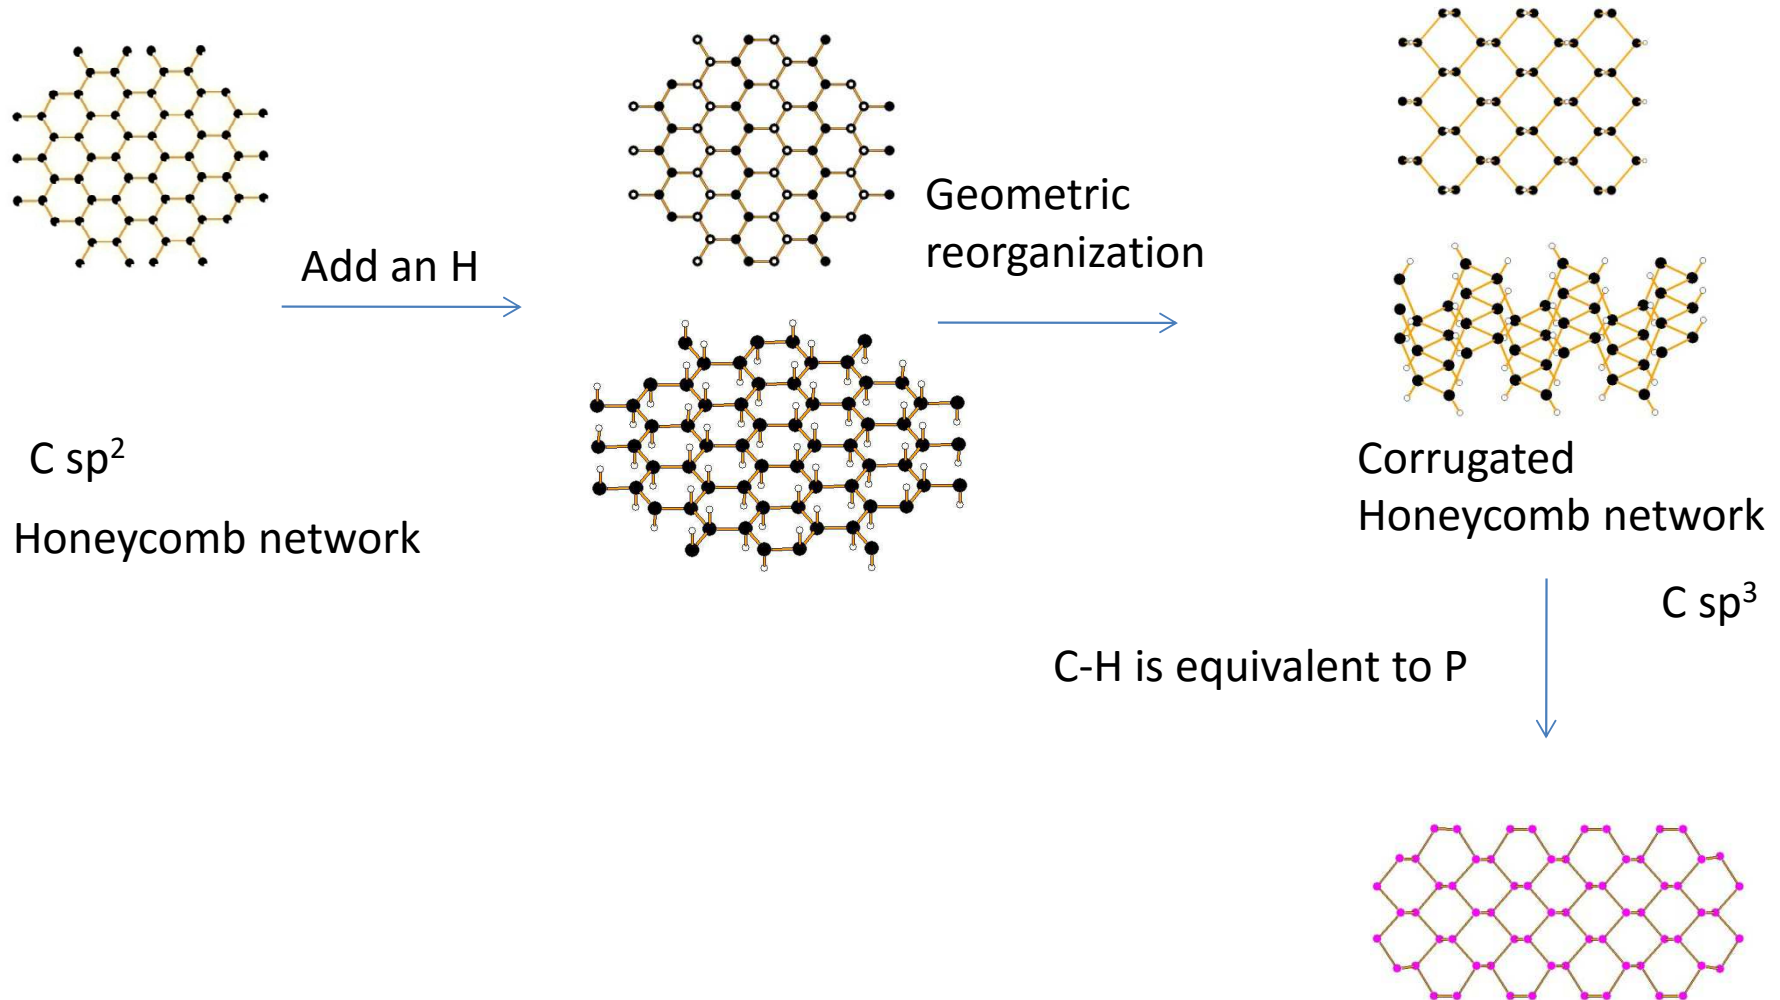 Add an H
C sp²
Honeycomb network
Geometric
reorganization
Corrugated
Honeycomb network
C sp³
C-H is equivalent to P